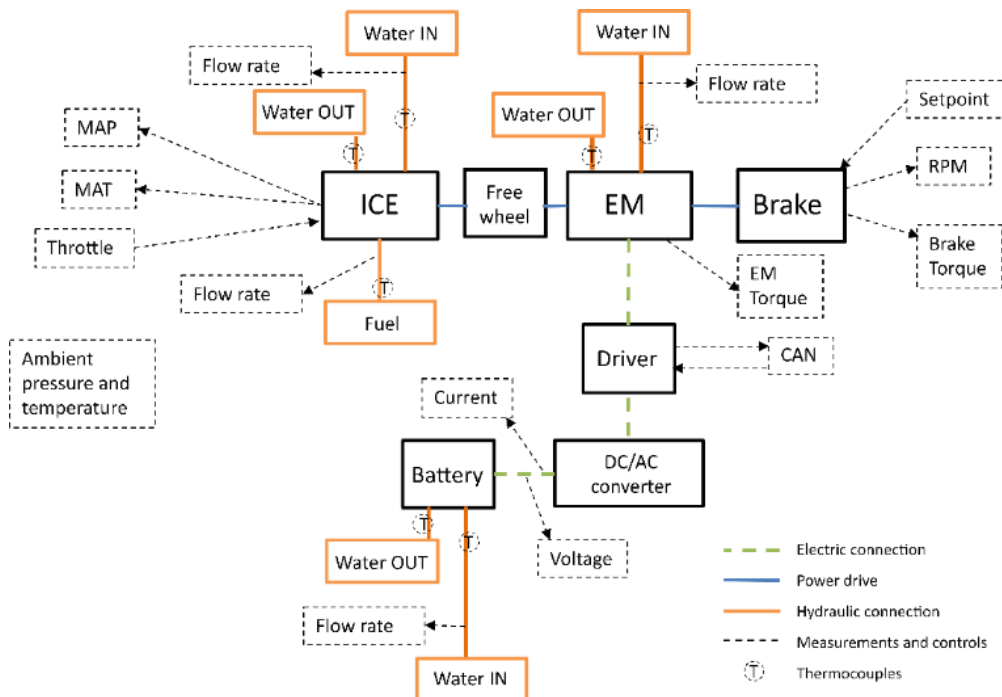 Water IN
Water IN
Flow rate
Flow rate
Water OUT
Water OUT
Setpoint
MAP
T
T
T
T
RPM
MAT
ICE
Free
wheel
EM
Brake
Throttle
Brake
Torque
Flow rate
T
EM
Torque
Fuel
Ambient
pressure and
temperature
Driver
CAN
Current
Battery
DC/AC
converter
T
T
Water OUT
Voltage
Electric connection
Power drive
Hydraulic connection
Flow rate
Measurements and controls
Water IN
T
Thermocouples